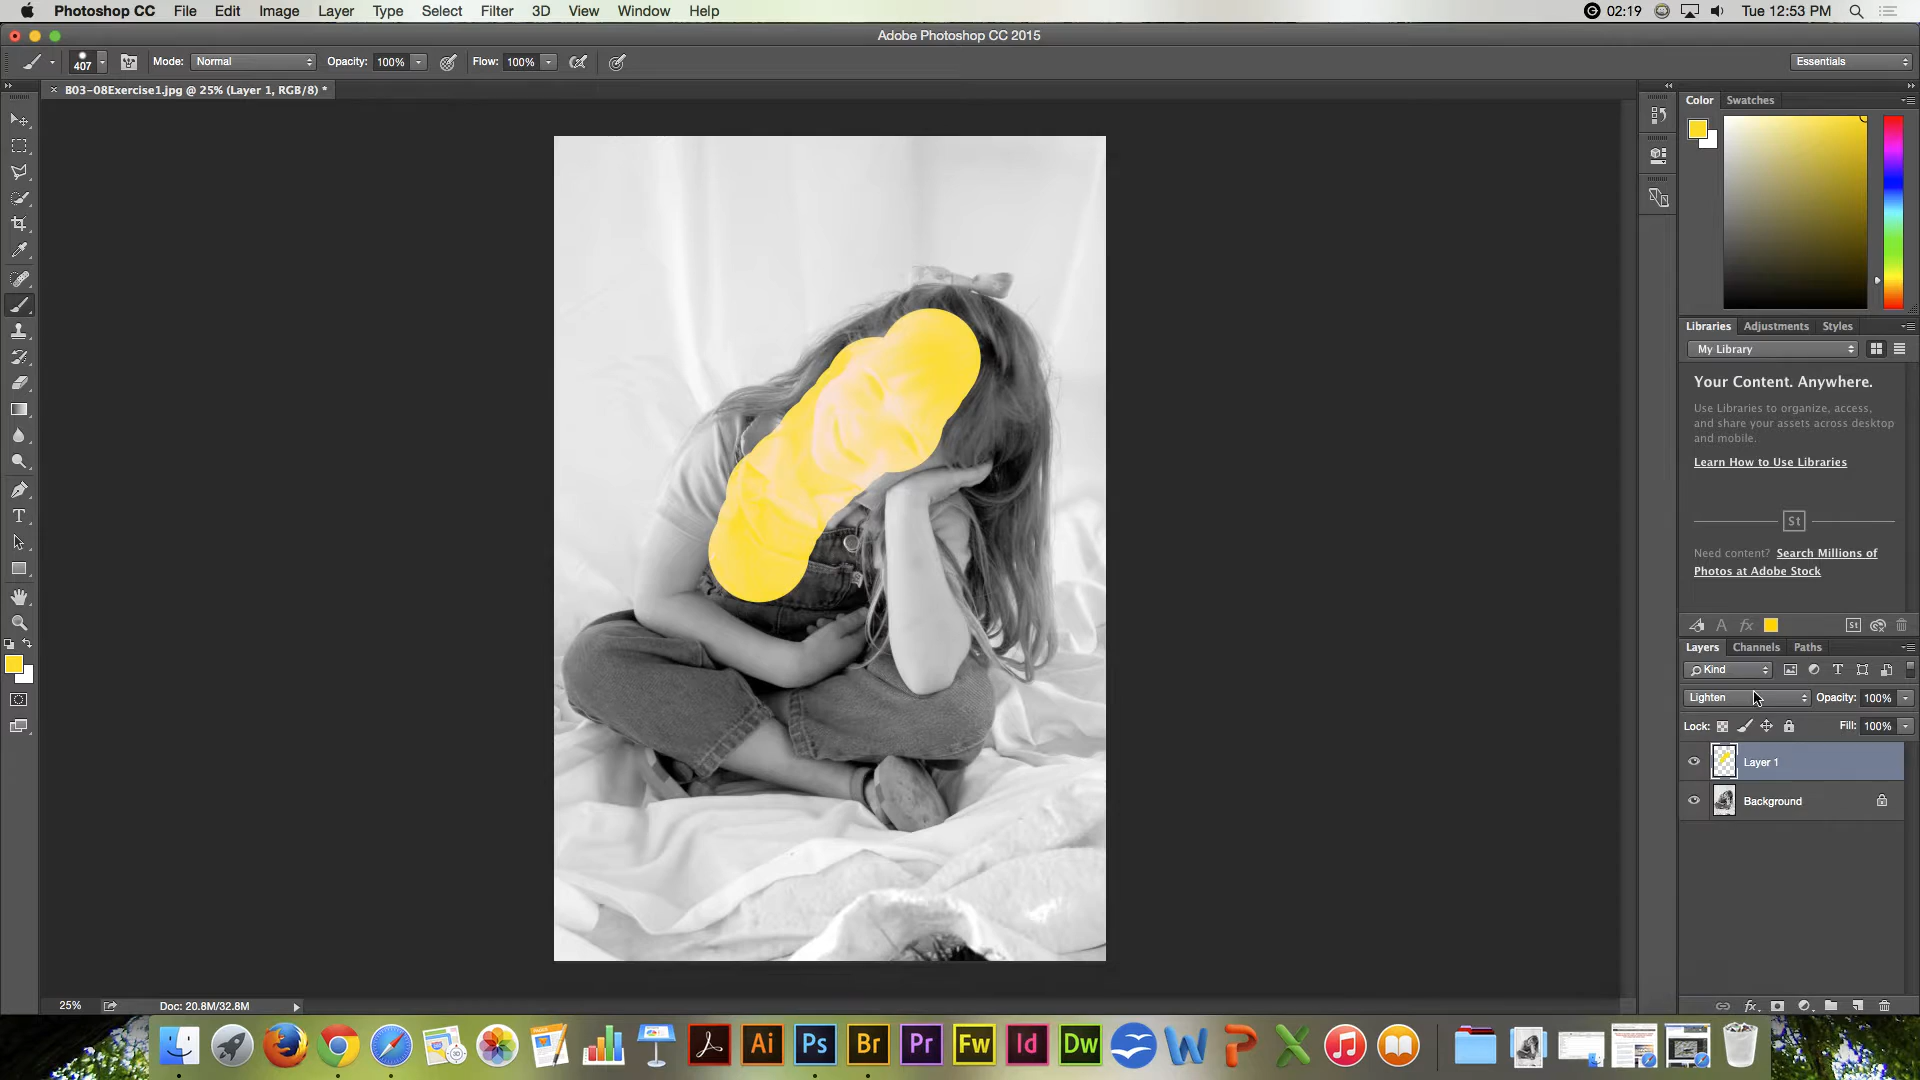 Photoshop CC File Edit Image Layer Type Select Filter 3D View Window Help 02:19 Tue 12:53 PM
Adobe Photoshop CC 2015
407 Mode: Normal Opacity: 100% Flow: 100% Essentials
× B03-08Exercise1.jpg @ 25% (Layer 1, RGB/8) *
Color Swatches
Libraries Adjustments Styles
My Library
Your Content. Anywhere.
Use Libraries to organize, access,
and share your assets across desktop
and mobile.
Learn How to Use Libraries
St
Need content? Search Millions of
Photos at Adobe Stock
A fx St
Layers Channels Paths
Kind T
Lighten Opacity: 100%
Lock: Fill: 100%
Layer 1
Background
T
fx
25% Doc: 20.8M/32.8M
Ai Ps Br Pr Fw Id Dw